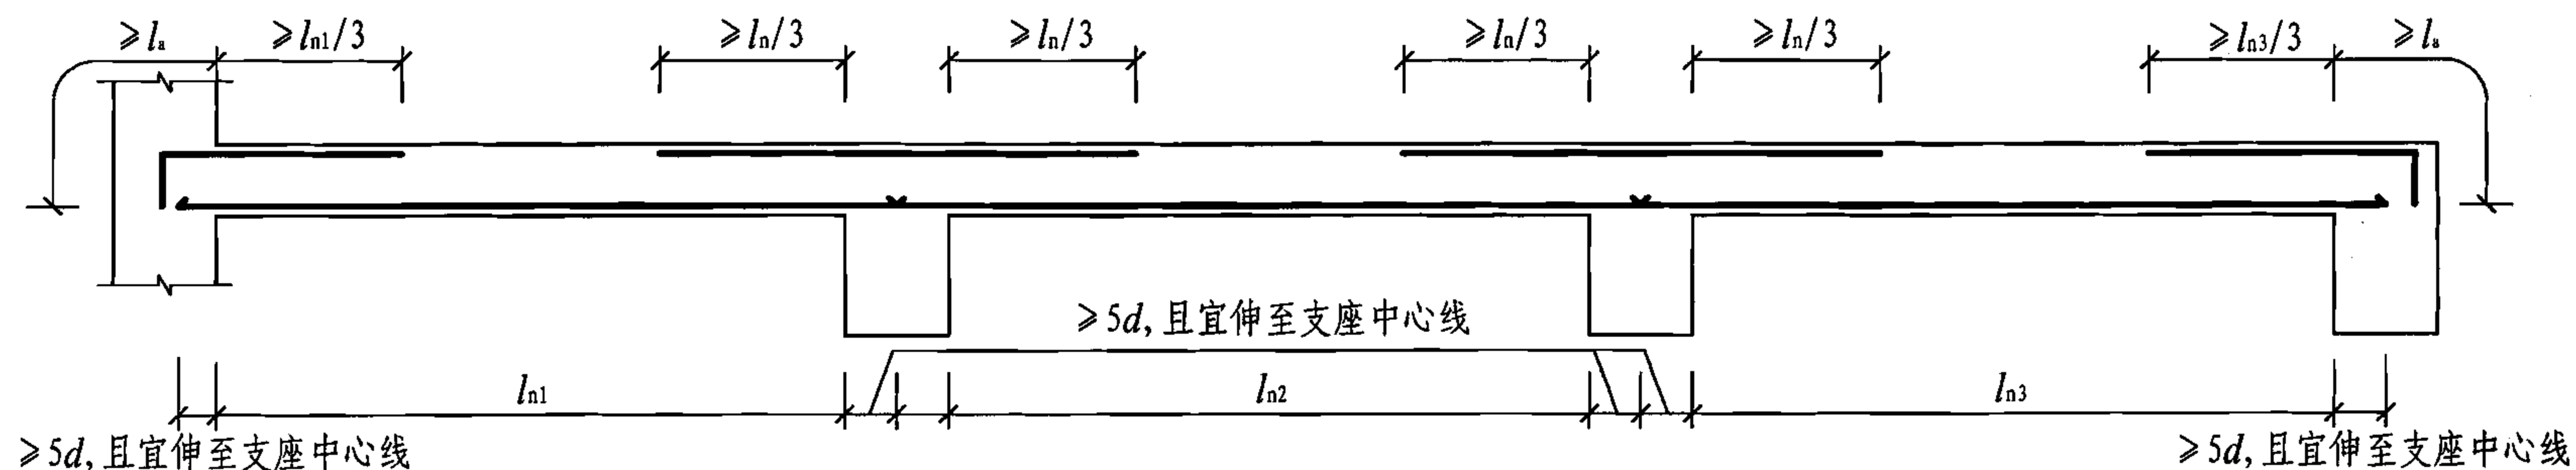 ≥la ≥ln1/3 ≥ln/3 ≥ln/3 ≥ln/3 ≥ln/3 ≥ln3/3 ≥la
≥5d, 且宜伸至支座中心线
ln1 ln2 ln3
≥5d, 且宜伸至支座中心线 ≥5d, 且宜伸至支座中心线